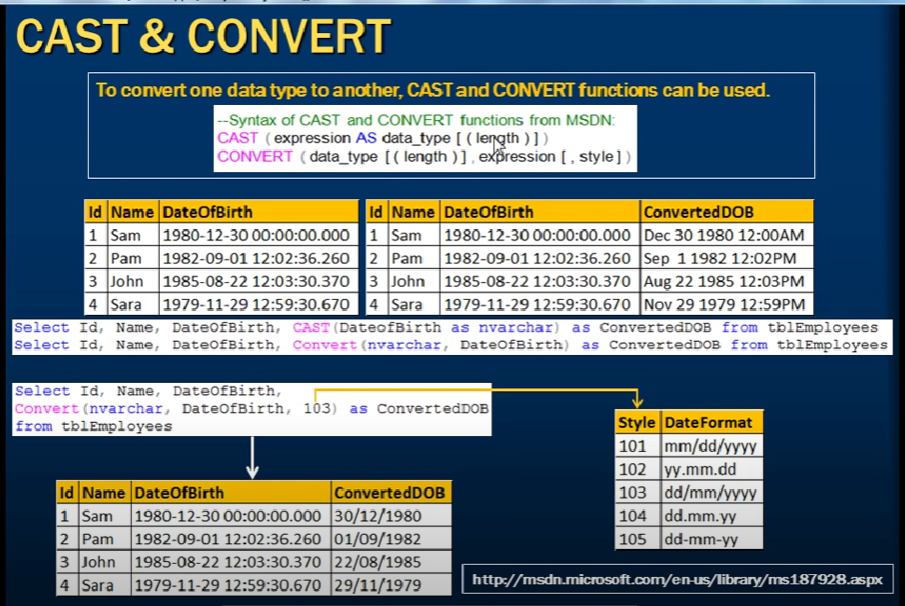 CAST & CONVERT
To convert one data type to another, CAST and CONVERT functions can be used.
--Syntax of CAST and CONVERT functions from MSDN:
CAST ( expression AS data_type [ ( length ) ] )
CONVERT ( data_type [ ( length ) ] , expression [ , style ] )
Id Name DateOfBirth
1 Sam 1980-12-30 00:00:00.000
2 Pam 1982-09-01 12:02:36.260
3 John 1985-08-22 12:03:30.370
4 Sara 1979-11-29 12:59:30.670
Id Name DateOfBirth ConvertedDOB
1 Sam 1980-12-30 00:00:00.000 Dec 30 1980 12:00AM
2 Pam 1982-09-01 12:02:36.260 Sep 1 1982 12:02PM
3 John 1985-08-22 12:03:30.370 Aug 22 1985 12:03PM
4 Sara 1979-11-29 12:59:30.670 Nov 29 1979 12:59PM
Select Id, Name, DateOfBirth, CAST(DateofBirth as nvarchar) as ConvertedDOB from tblEmployees
Select Id, Name, DateOfBirth, Convert(nvarchar, DateOfBirth) as ConvertedDOB from tblEmployees
Select Id, Name, DateOfBirth,
Convert(nvarchar, DateOfBirth, 103) as ConvertedDOB
from tblEmployees
Style DateFormat
101 mm/dd/yyyy
102 yy.mm.dd
103 dd/mm/yyyy
104 dd.mm.yy
105 dd-mm-yy
Id Name DateOfBirth ConvertedDOB
1 Sam 1980-12-30 00:00:00.000 30/12/1980
2 Pam 1982-09-01 12:02:36.260 01/09/1982
3 John 1985-08-22 12:03:30.370 22/08/1985
4 Sara 1979-11-29 12:59:30.670 29/11/1979
http://msdn.microsoft.com/en-us/library/ms187928.aspx